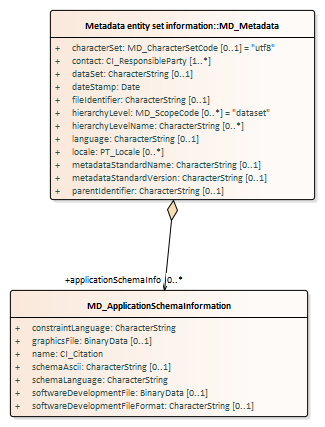 Metadata entity set information::MD_Metadata
+ characterSet: MD_CharacterSetCode [0..1] = "utf8"
+ contact: CI_ResponsibleParty [1..*]
+ dataSet: CharacterString [0..1]
+ dateStamp: Date
+ fileIdentifier: CharacterString [0..1]
+ hierarchyLevel: MD_ScopeCode [0..*] = "dataset"
+ hierarchyLevelName: CharacterString [0..*]
+ language: CharacterString [0..1]
+ locale: PT_Locale [0..*]
+ metadataStandardName: CharacterString [0..1]
+ metadataStandardVersion: CharacterString [0..1]
+ parentIdentifier: CharacterString [0..1]
+applicationSchemaInfo 0..*
MD_ApplicationSchemaInformation
+ constraintLanguage: CharacterString
+ graphicsFile: BinaryData [0..1]
+ name: CI_Citation
+ schemaAscii: CharacterString [0..1]
+ schemaLanguage: CharacterString
+ softwareDevelopmentFile: BinaryData [0..1]
+ softwareDevelopmentFileFormat: CharacterString [0..1]